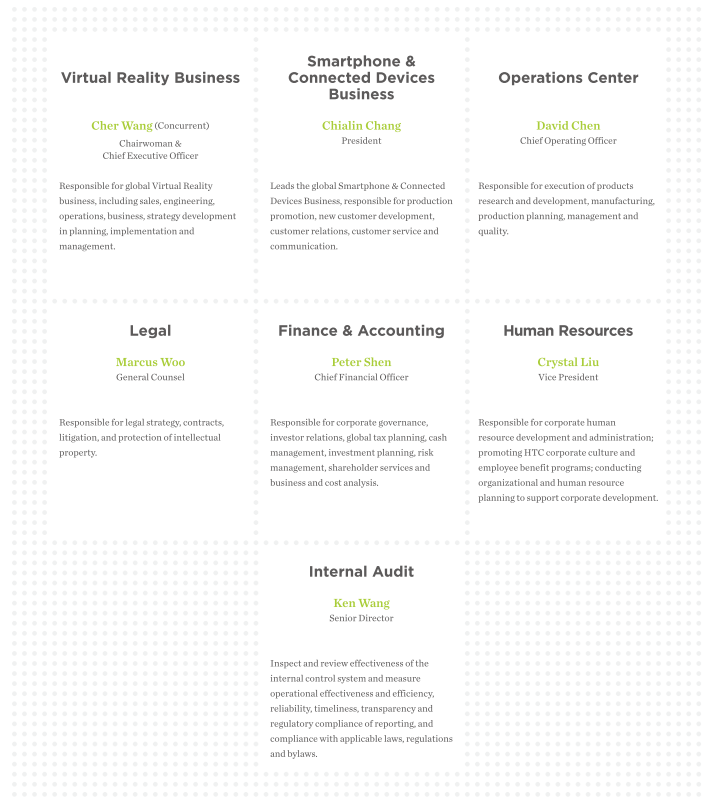 Virtual Reality Business
Cher Wang (Concurrent)
Chairwoman &
Chief Executive Officer
Responsible for global Virtual Reality
business, including sales, engineering,
operations, business, strategy development
in planning, implementation and
management.
Smartphone &
Connected Devices
Business
Chialin Chang
President
Leads the global Smartphone & Connected
Devices Business, responsible for production
promotion, new customer development,
customer relations, customer service and
communication.
Operations Center
David Chen
Chief Operating Officer
Responsible for execution of products
research and development, manufacturing,
production planning, management and
quality.
Legal
Marcus Woo
General Counsel
Responsible for legal strategy, contracts,
litigation, and protection of intellectual
property.
Finance & Accounting
Peter Shen
Chief Financial Officer
Responsible for corporate governance,
investor relations, global tax planning, cash
management, investment planning, risk
management, shareholder services and
business and cost analysis.
Human Resources
Crystal Liu
Vice President
Responsible for corporate human
resource development and administration;
promoting HTC corporate culture and
employee benefit programs; conducting
organizational and human resource
planning to support corporate development.
Internal Audit
Ken Wang
Senior Director
Inspect and review effectiveness of the
internal control system and measure
operational effectiveness and efficiency,
reliability, timeliness, transparency and
regulatory compliance of reporting, and
compliance with applicable laws, regulations
and bylaws.